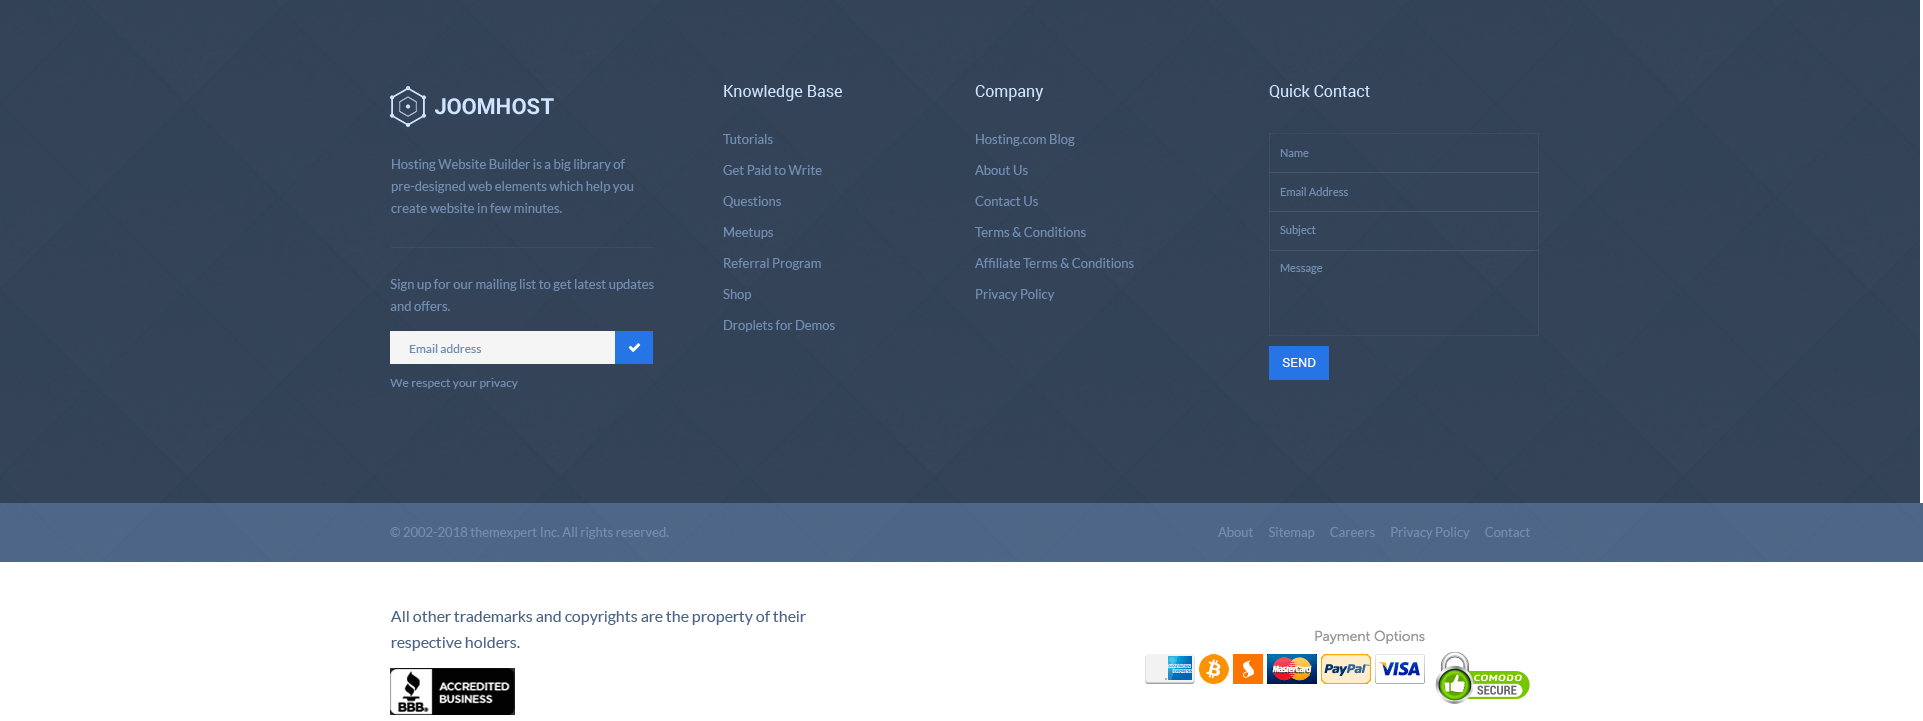 JOOMHOST
Hosting Website Builder is a big library of
pre-designed web elements which help you
create website in few minutes.
Sign up for our mailing list to get latest updates
and offers.
Email address
We respect your privacy
Knowledge Base
Tutorials
Get Paid to Write
Questions
Meetups
Referral Program
Shop
Droplets for Demos
Company
Hosting.com Blog
About Us
Contact Us
Terms & Conditions
Affiliate Terms & Conditions
Privacy Policy
Quick Contact
Name
Email Address
Subject
Message
SEND
© 2002-2018 themexpert Inc. All rights reserved.
About Sitemap Careers Privacy Policy Contact
All other trademarks and copyrights are the property of their
respective holders.
BBB.
ACCREDITED
BUSINESS
Payment Options
AMERICAN
EXPRESS
MasterCard
PayPal
VISA
COMODO
SECURE